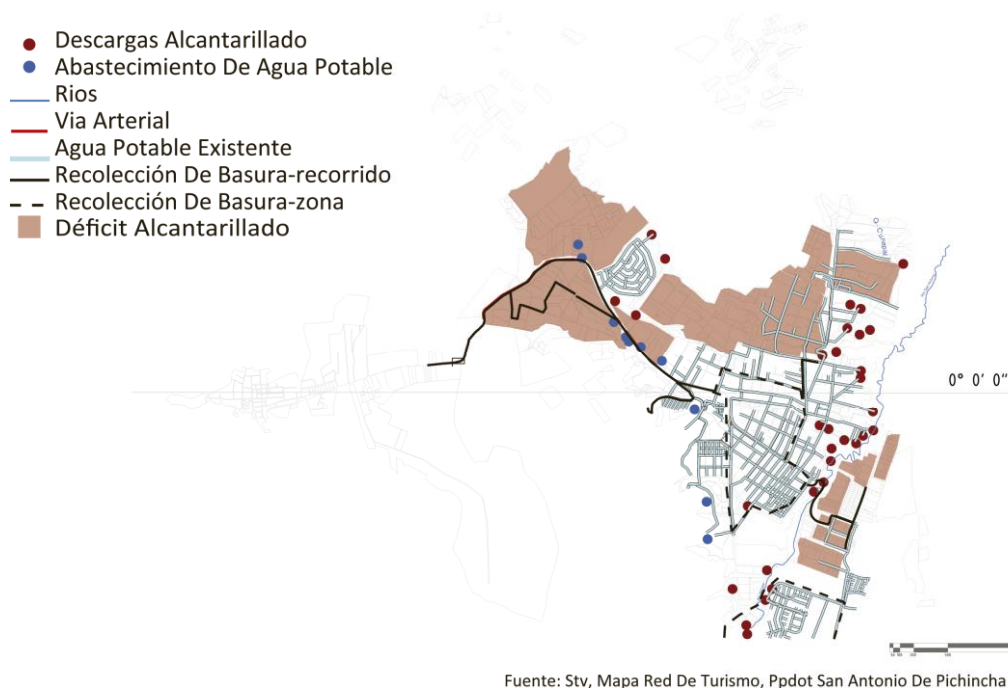 Descargas Alcantarillado
Abastecimiento De Agua Potable
Rios
Via Arterial
Agua Potable Existente
Recolección De Basura-recorrido
Recolección De Basura-zona
Déficit Alcantarillado
0° 0' 0"
Fuente: Stv, Mapa Red De Turismo, Ppdot San Antonio De Pichincha